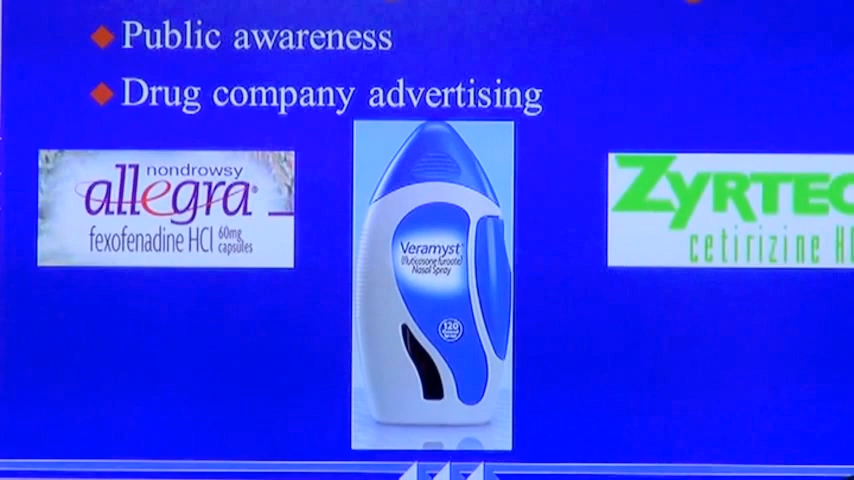 Public awareness
Drug company advertising
nondrowsy
allegra®
fexofenadine HCl 60mg capsules
Veramyst
(fluticasone furoate)
Nasal Spray
120
ZYRTEC
cetirizine H